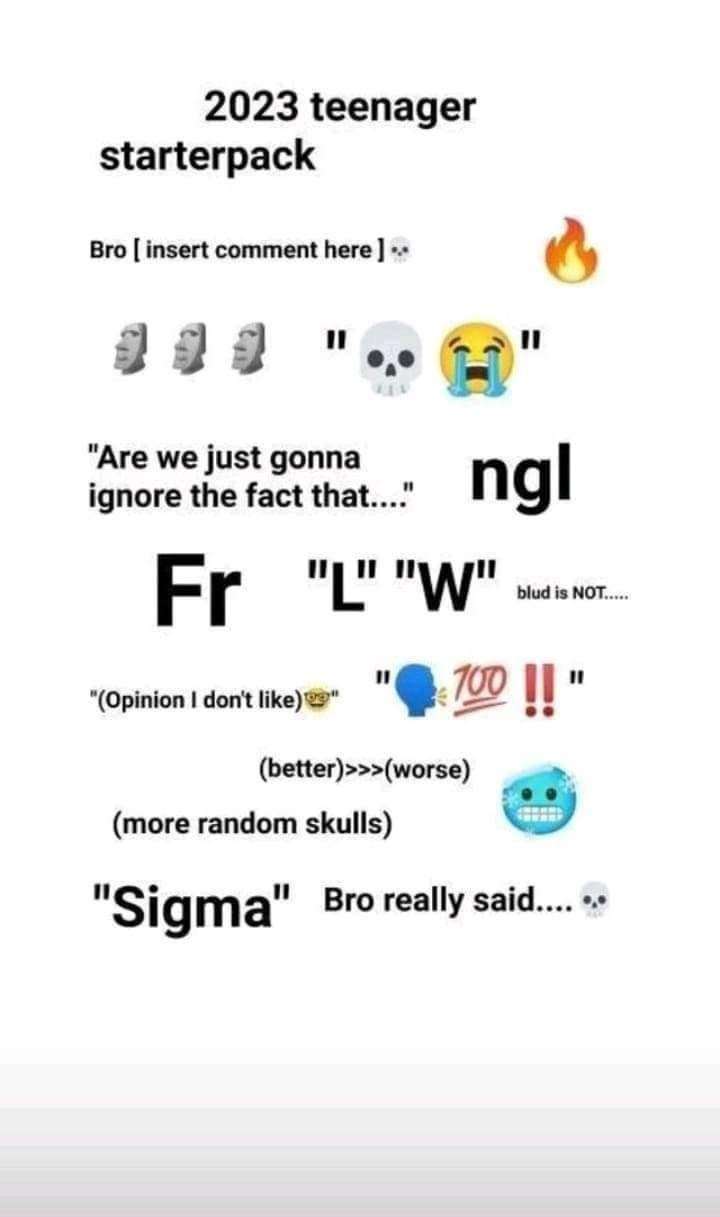 2023 teenager
starterpack
Bro [ insert comment here ]💀 🔥
🗿🗿🗿 "💀😭"
"Are we just gonna
ignore the fact that...." ngl
Fr "L" "W" blud is NOT.....
"(Opinion I don't like)🤓" "🗣️💯‼️"
(better)>>>(worse)
🥶
(more random skulls)
"Sigma" Bro really said.... 💀